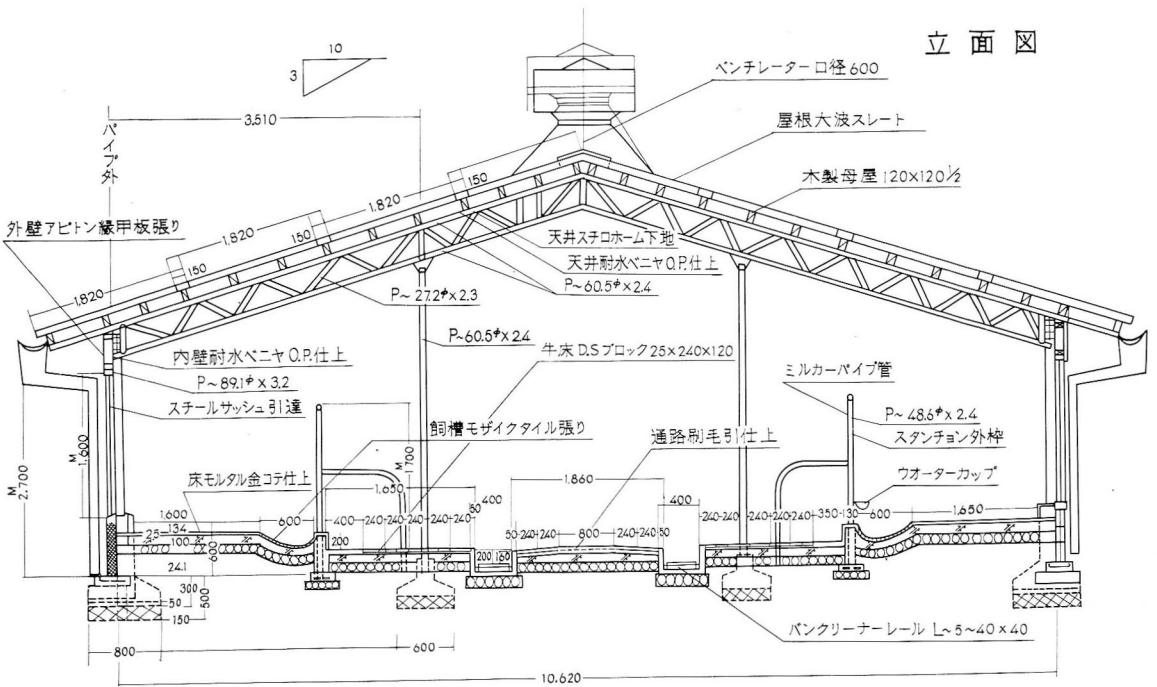 立面図
10
3
ベンチレーター口径600
3,510
パイプ外
屋根大波スレート
150
1,820
木製母屋120×120½
外壁アピトン縁甲板張り
1,820
150
天井スチロホーム下地
天井耐水ベニヤO.P.仕上
150
P~60.5φ×2.4
1,820
P~27.2φ×2.3
P~60.5φ×2.4
牛床D.Sブロック25×240×120
内壁耐水ベニヤO.P.仕上
ミルカーパイプ管
P~89.1φ×3.2
P~48.6φ×2.4
スチールサッシュ引違
飼槽モザイクタイル張り
通路刷毛引仕上
スタンチョン外枠
M 1,600
M 1700
M 2,700
床モルタル金コテ仕上
ウオーターカップ
1,650
1,860
400
400
1,600
600
400
240
240
240
240
50
50
240
240
800
240
240
50
240
240
240
240
350
130
600
1,650
134
25
100
600
200
200
180
24.1
300
500
50
150
バンクリーナーレール L~5~40×40
800
600
10.620